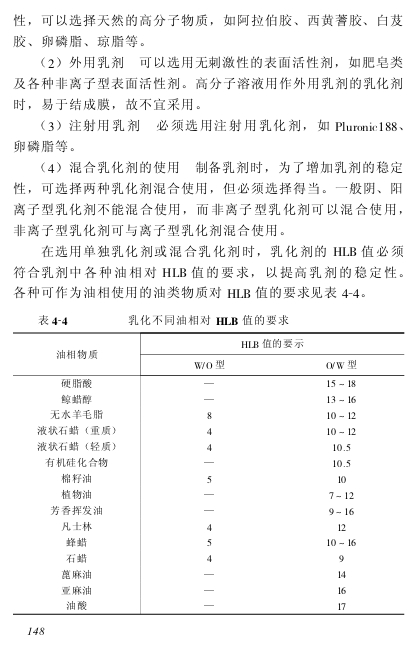 性，可以选择天然的高分子物质，如阿拉伯胶、西黄蓍胶、白芨
胶、卵磷脂、琼脂等。
（2）外用乳剂　可以选用无刺激性的表面活性剂，如肥皂类
及各种非离子型表面活性剂。高分子溶液用作外用乳剂的乳化剂
时，易于结成膜，故不宜采用。
（3）注射用乳剂　必须选用注射用乳化剂，如 Pluronic188、
卵磷脂等。
（4）混合乳化剂的使用　制备乳剂时，为了增加乳剂的稳定
性，可选择两种乳化剂混合使用，但必须选择得当。一般阴、阳
离子型乳化剂不能混合使用，而非离子型乳化剂可以混合使用，
非离子型乳化剂可与离子型乳化剂混合使用。
在选用单独乳化剂或混合乳化剂时，乳化剂的 HLB 值必须
符合乳剂中各种油相对 HLB 值的要求，以提高乳剂的稳定性。
各种可作为油相使用的油类物质对 HLB 值的要求见表 4-4。
表 4-4　乳化不同油相对 HLB 值的要求
油相物质　HLB 值的要示
W/O 型　O/W 型
硬脂酸　—　15～18
鲸蜡醇　—　13～16
无水羊毛脂　8　10～12
液状石蜡（重质）　4　10～12
液状石蜡（轻质）　4　10.5
有机硅化合物　—　10.5
棉籽油　5　10
植物油　—　7～12
芳香挥发油　—　9～16
凡士林　4　12
蜂蜡　5　10～16
石蜡　4　9
蓖麻油　—　14
亚麻油　—　16
油酸　—　17
148